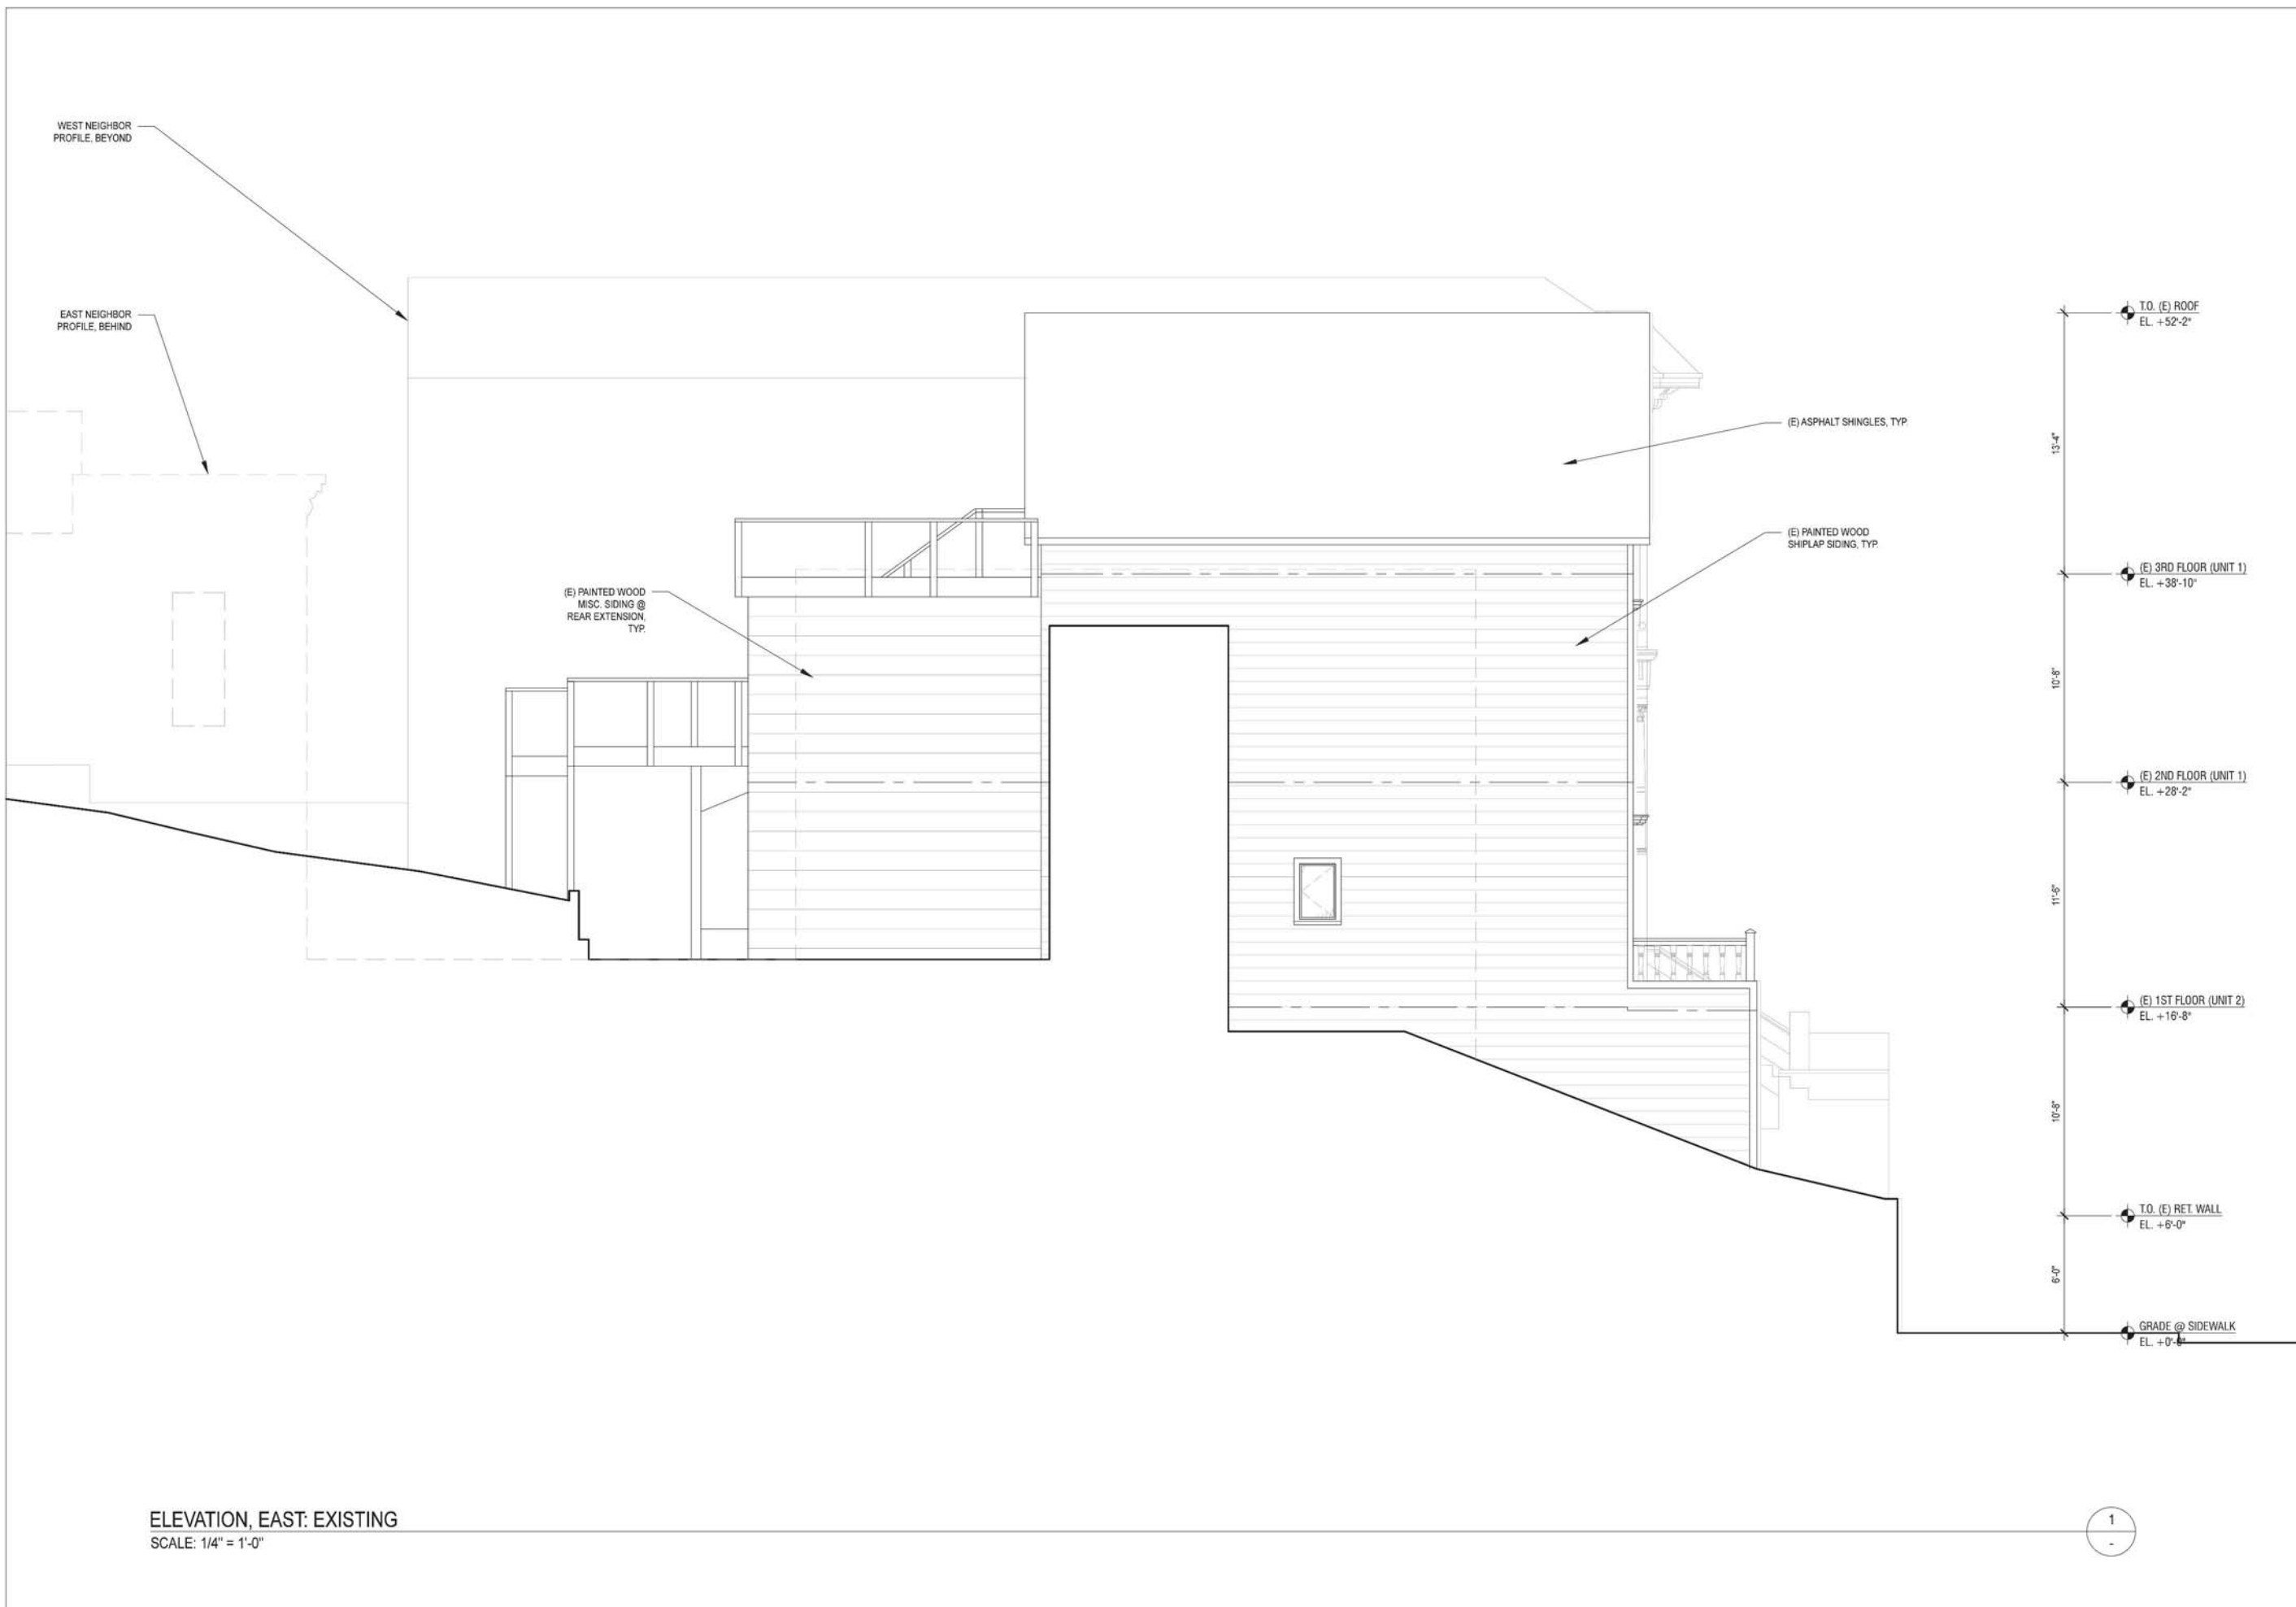 WEST NEIGHBOR
PROFILE, BEYOND
EAST NEIGHBOR
PROFILE, BEHIND
(E) PAINTED WOOD
MISC. SIDING @
REAR EXTENSION,
TYP.
(E) ASPHALT SHINGLES, TYP.
(E) PAINTED WOOD
SHIPLAP SIDING, TYP.
T.O. (E) ROOF
EL. +52'-2"
13'-4"
(E) 3RD FLOOR (UNIT 1)
EL. +38'-10"
10'-8"
(E) 2ND FLOOR (UNIT 1)
EL. +28'-2"
11'-6"
(E) 1ST FLOOR (UNIT 2)
EL. +16'-8"
10'-8"
T.O. (E) RET. WALL
EL. +6'-0"
6'-0"
GRADE @ SIDEWALK
EL. +0'-0"
ELEVATION, EAST: EXISTING
SCALE: 1/4" = 1'-0"
1
-